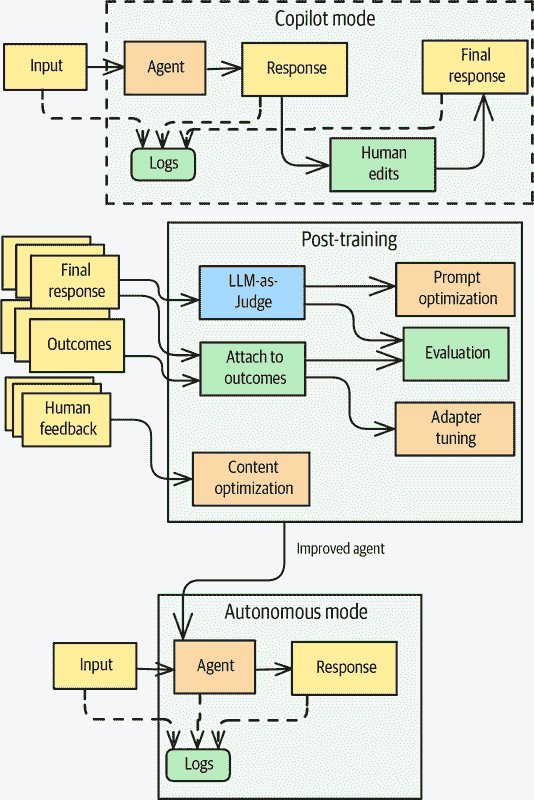 Copilot mode
Input
Agent
Response
Final
response
Logs
Human
edits
Post-training
Final
response
LLM-as-
Judge
Prompt
optimization
Outcomes
Attach to
outcomes
Evaluation
Human
feedback
Adapter
tuning
Content
optimization
Improved agent
Autonomous mode
Input
Agent
Response
Logs